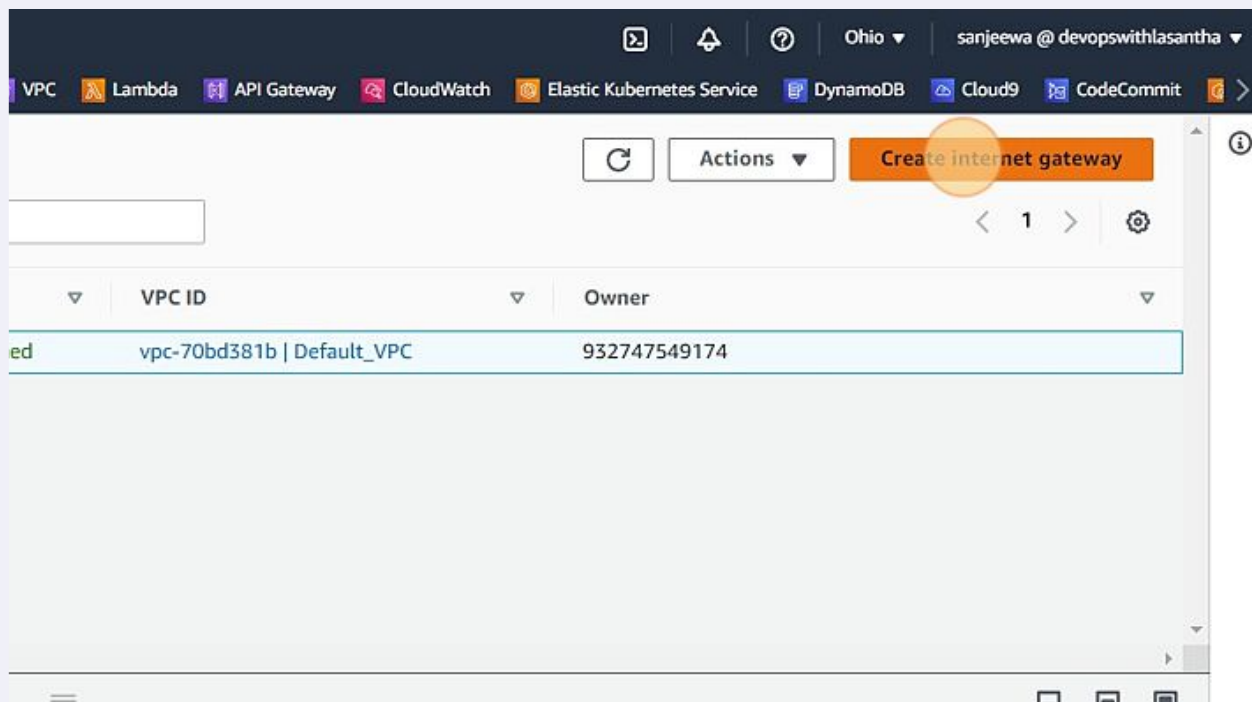 Ohio sanjeewa @ devopswithlasantha
VPC Lambda API Gateway CloudWatch Elastic Kubernetes Service DynamoDB Cloud9 CodeCommit
Actions Create internet gateway
1
VPC ID Owner
ed vpc-70bd381b | Default_VPC 932747549174